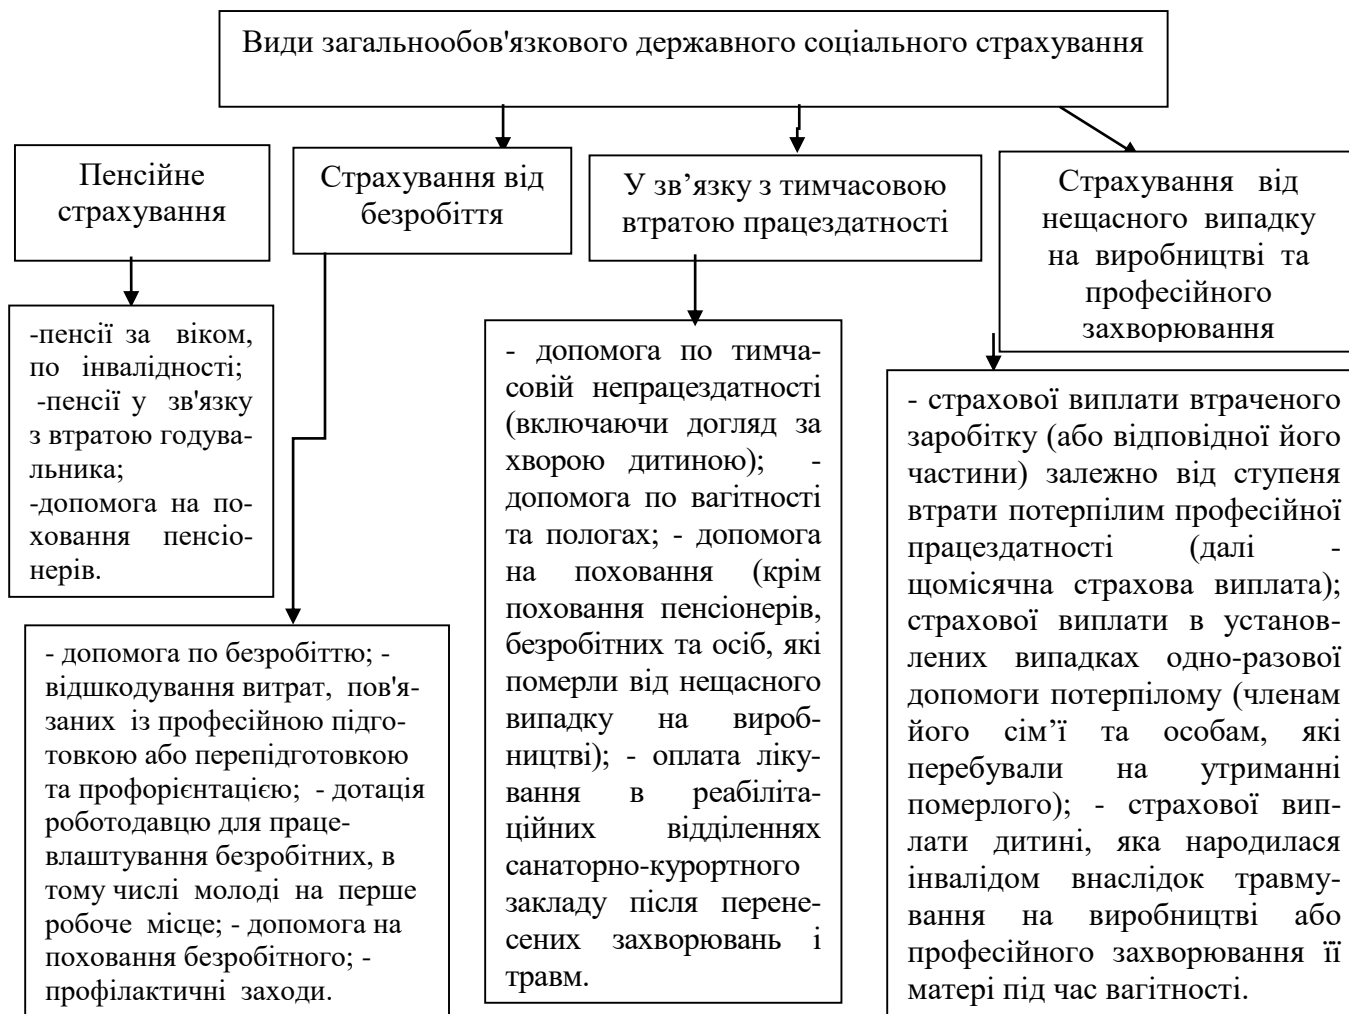 Види загальнообов'язкового державного соціального страхування
Пенсійне
страхування
Страхування від
безробіття
У зв’язку з тимчасовою
втратою працездатності
Страхування від
нещасного випадку
на виробництві та
професійного
захворювання
-пенсії за віком,
по інвалідності;
-пенсії у зв'язку
з втратою годува-
льника;
-допомога на по-
ховання пенсіо-
нерів.
- допомога по безробіттю; -
відшкодування витрат, пов'я-
заних із професійною підго-
товкою або перепідготовкою
та профорієнтацією; - дотація
роботодавцю для праце-
влаштування безробітних, в
тому числі молоді на перше
робоче місце; - допомога на
поховання безробітного; -
профілактичні заходи.
- допомога по тимча-
совій непрацездатності
(включаючи догляд за
хворою дитиною); -
допомога по вагітності
та пологах; - допомога
на поховання (крім
поховання пенсіонерів,
безробітних та осіб, які
померли від нещасного
випадку на вироб-
ництві); - оплата ліку-
вання в реабіліта-
ційних відділеннях
санаторно-курортного
закладу після перене-
сених захворювань і
травм.
- страхової виплати втраченого
заробітку (або відповідної його
частини) залежно від ступеня
втрати потерпілим професійної
працездатності (далі -
щомісячна страхова виплата);
страхової виплати в установ-
лених випадках одно-разової
допомоги потерпілому (членам
його сім’ї та особам, які
перебували на утриманні
померлого); - страхової вип-
лати дитині, яка народилася
інвалідом внаслідок травму-
вання на виробництві або
професійного захворювання її
матері під час вагітності.